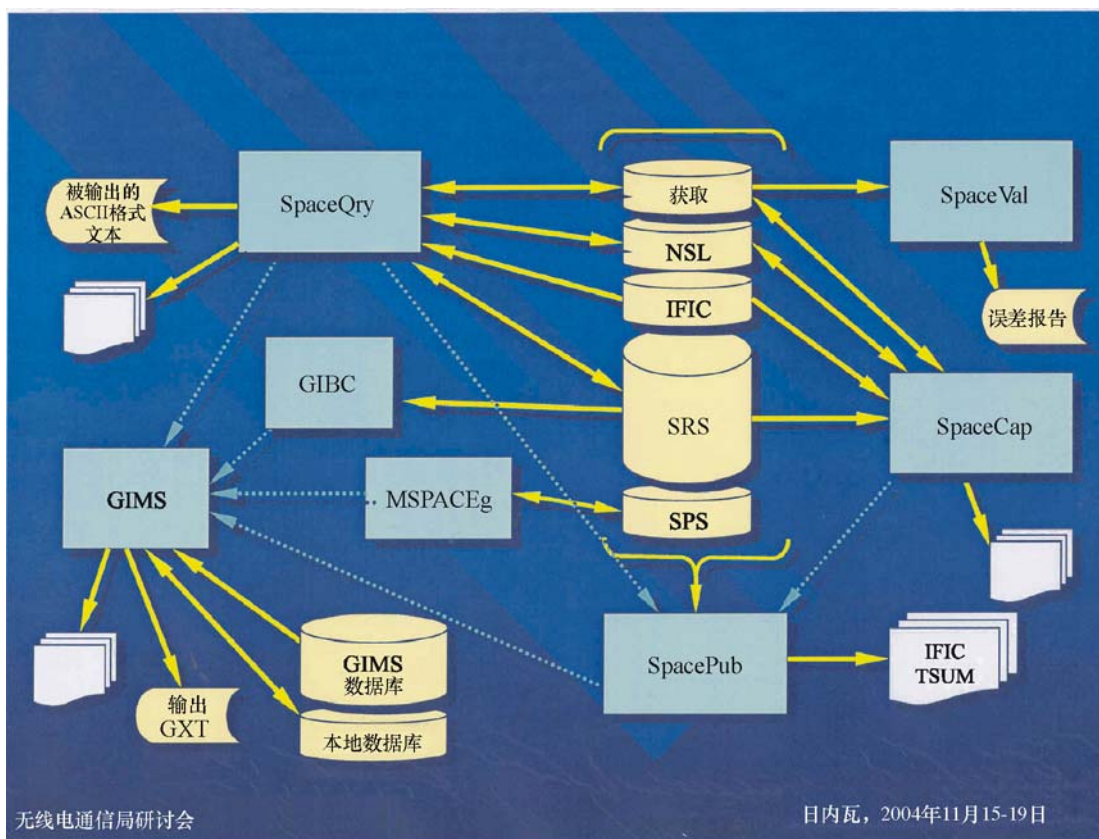 被输出的
ASCII格式
文本
SpaceQry
获取
SpaceVal
NSL
IFIC
误差报告
GIBC
SRS
SpaceCap
GIMS
MSPACEg
SPS
SpacePub
IFIC
TSUM
GIMS
数据库
输出
GXT
本地数据库
无线电通信局研讨会
日内瓦，2004年11月15-19日